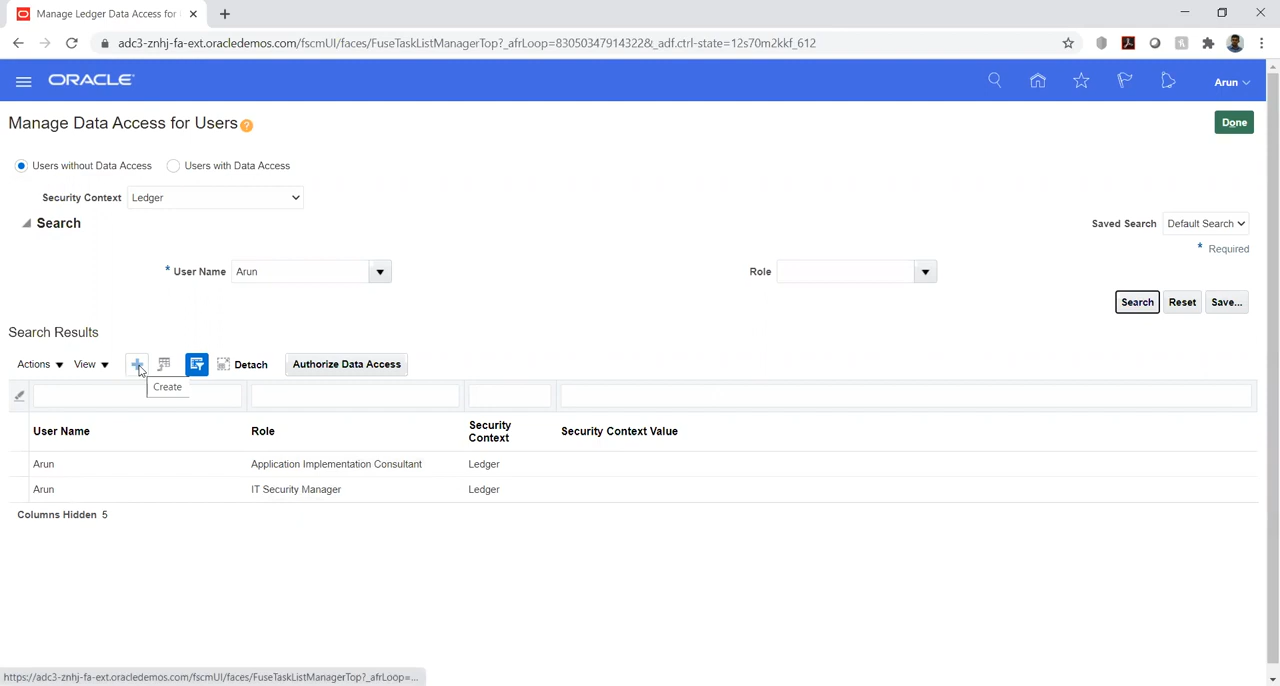 Manage Ledger Data Access for
adc3-znhj-fa-ext.oracledemos.com/fscmUI/faces/FuseTaskListManagerTop?_afrLoop=830503479143228&_adf.ctrl-state=12s70m2kkf_612
ORACLE
Arun
Manage Data Access for Users
Done
Users without Data Access Users with Data Access
Security Context Ledger
Search
Saved Search Default Search
* Required
* User Name Arun Role
Search Reset Save...
Search Results
Actions View Detach Authorize Data Access
Create
User Name Role Security Context Security Context Value
Arun Application Implementation Consultant Ledger
Arun IT Security Manager Ledger
Columns Hidden 5
https://adc3-znhj-fa-ext.oracledemos.com/fscmUI/faces/FuseTaskListManagerTop?_afrLoop=...